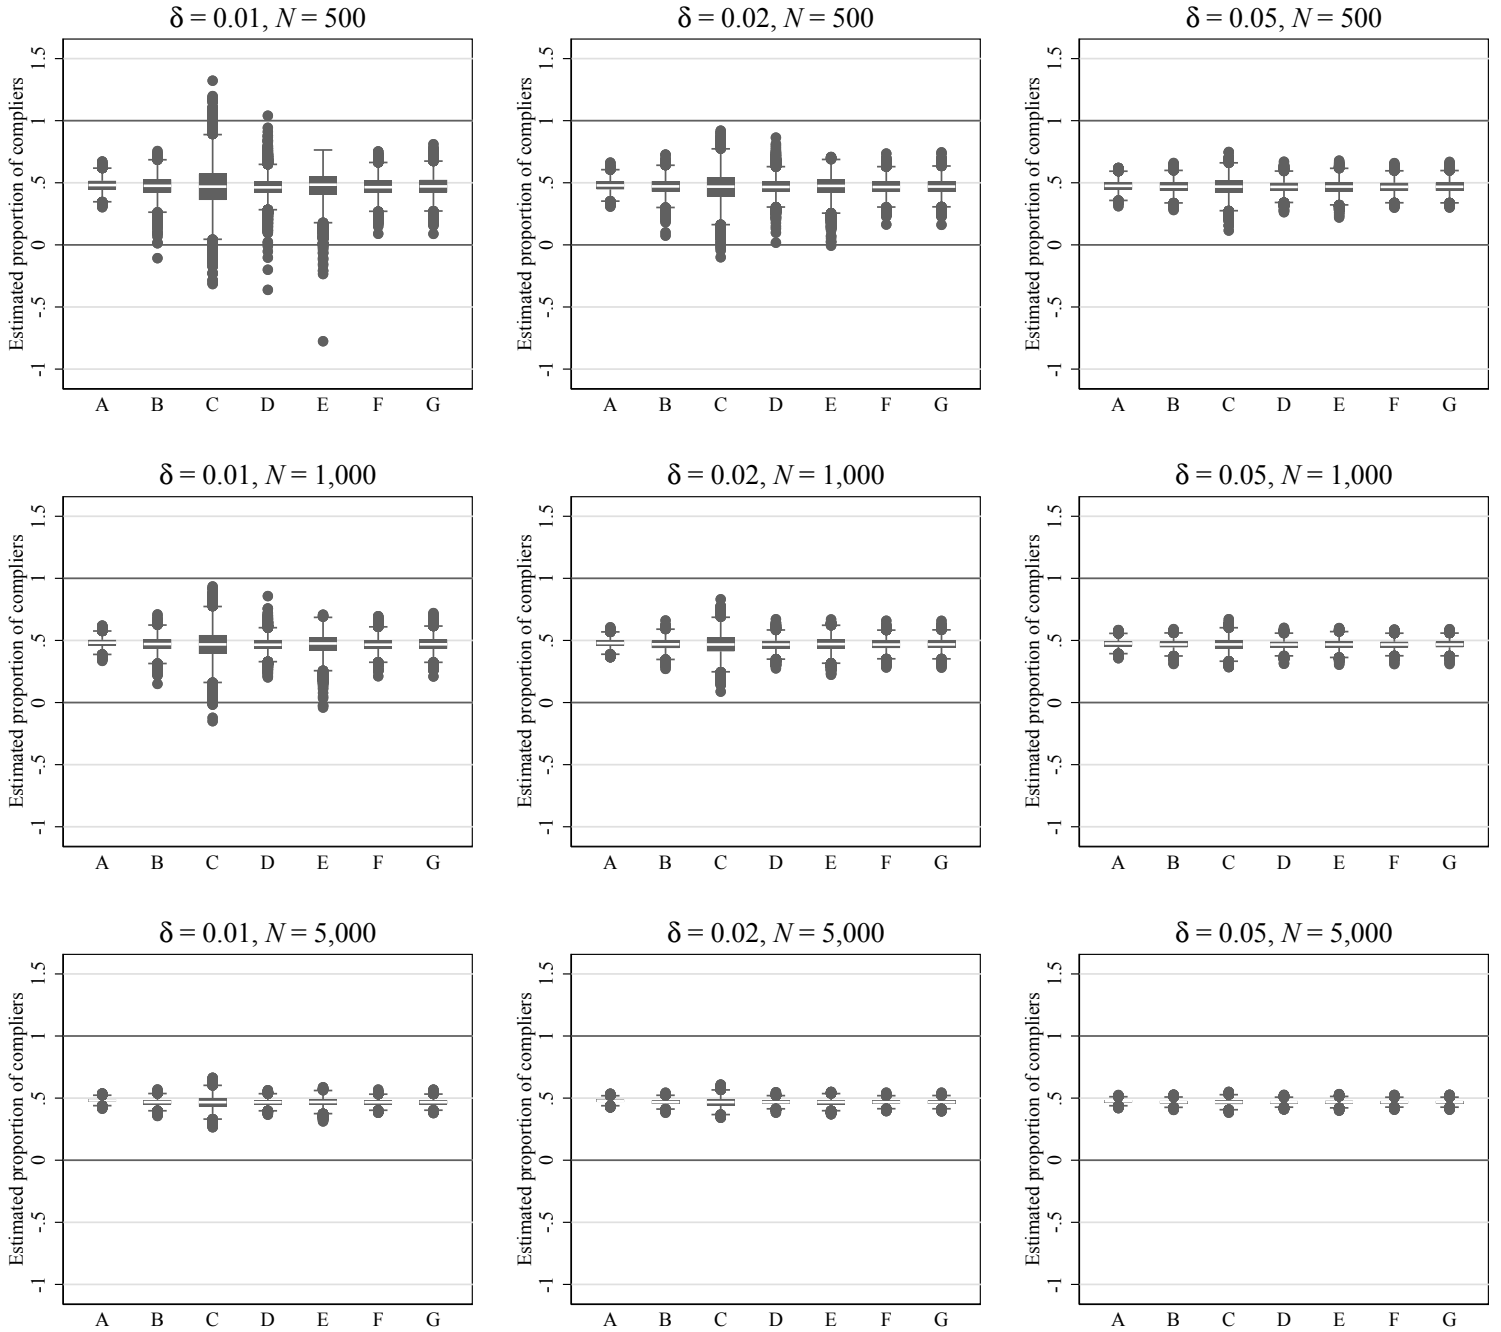 δ = 0.01, N = 500
δ = 0.02, N = 500
δ = 0.05, N = 500
Estimated proportion of compliers
1.5
1
.5
0
-.5
-1
A B C D E F G
Estimated proportion of compliers
1.5
1
.5
0
-.5
-1
A B C D E F G
Estimated proportion of compliers
1.5
1
.5
0
-.5
-1
A B C D E F G
δ = 0.01, N = 1,000
δ = 0.02, N = 1,000
δ = 0.05, N = 1,000
Estimated proportion of compliers
1.5
1
.5
0
-.5
-1
A B C D E F G
Estimated proportion of compliers
1.5
1
.5
0
-.5
-1
A B C D E F G
Estimated proportion of compliers
1.5
1
.5
0
-.5
-1
A B C D E F G
δ = 0.01, N = 5,000
δ = 0.02, N = 5,000
δ = 0.05, N = 5,000
Estimated proportion of compliers
1.5
1
.5
0
-.5
-1
A B C D E F G
Estimated proportion of compliers
1.5
1
.5
0
-.5
-1
A B C D E F G
Estimated proportion of compliers
1.5
1
.5
0
-.5
-1
A B C D E F G